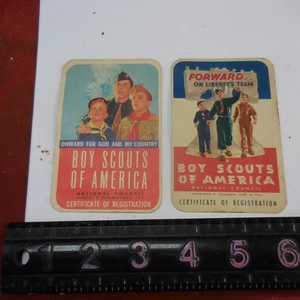 ONWARD FOR GOD AND MY COUNTRY
BOY SCOUTS
OF AMERICA
NATIONAL COUNCIL
CERTIFICATE OF REGISTRATION
FORWARD..
ON LIBERTY'S TEAM
BOY SCOUTS
OF AMERICA
NATIONAL COUNCIL
CERTIFICATE OF REGISTRATION
1 2 3 4 5 6